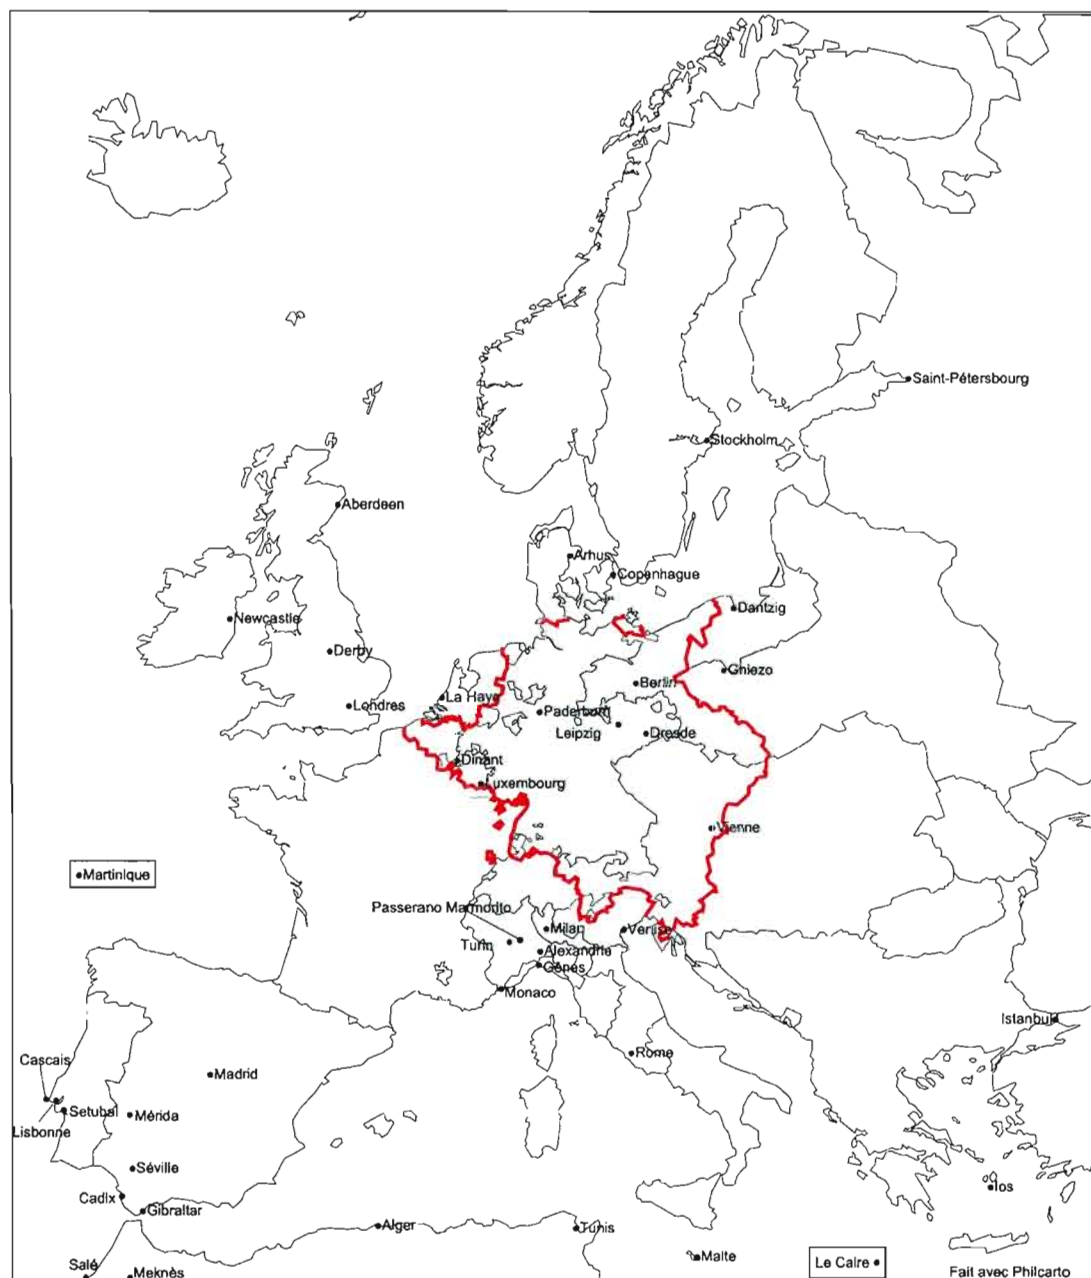 Saint-Pétersbourg
Stockholm
Aberdeen
Arhus
Copenhague
Dantzig
Newcastle
Derby
Ghiezo
Berlin
La Haye
Londres
Paderborn
Leipzig
Dresde
Dinant
Luxembourg
Vienne
Martinique
Passerano Marmorito
Milan
Venise
Turin
Alexandrie
Gênes
Monaco
Istanbul
Rome
Cascais
Madrid
Setubal
Mérida
Lisbonne
Séville
Ios
Cadix
Gibraltar
Alger
Tunis
Malte
Le Caire
Salé
Meknès
Fait avec Philcarto